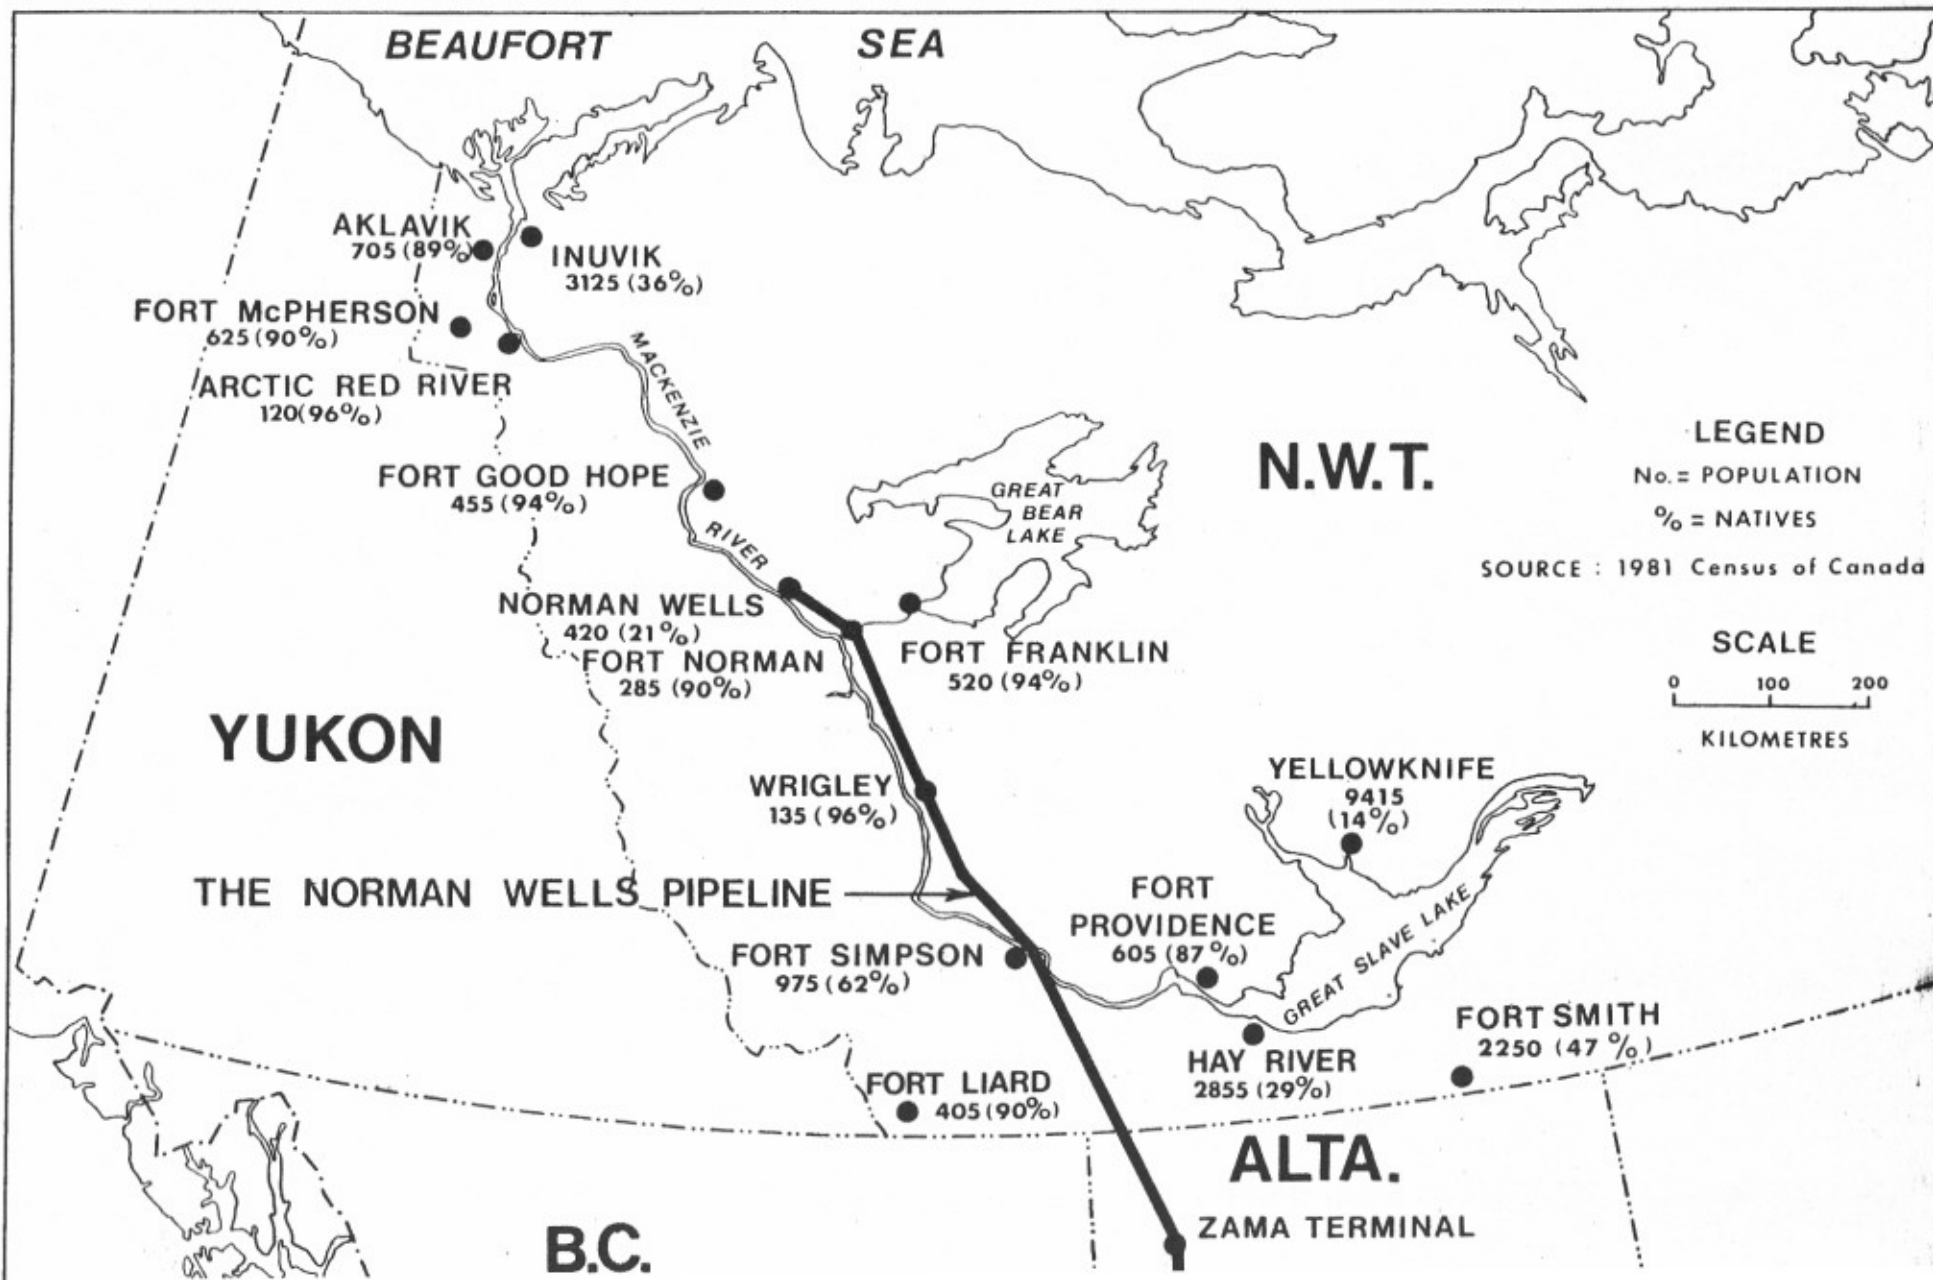 BEAUFORT SEA
AKLAVIK
705 (89%)
INUVIK
3125 (36%)
FORT McPHERSON
625 (90%)
ARCTIC RED RIVER
120 (96%)
MACKENZIE
RIVER
FORT GOOD HOPE
455 (94%)
GREAT
BEAR
LAKE
N.W.T.
LEGEND
No. = POPULATION
% = NATIVES
SOURCE : 1981 Census of Canada
NORMAN WELLS
420 (21%)
FORT NORMAN
285 (90%)
FORT FRANKLIN
520 (94%)
SCALE
0 100 200
KILOMETRES
YUKON
WRIGLEY
135 (96%)
YELLOWKNIFE
9415
(14%)
THE NORMAN WELLS PIPELINE
FORT
PROVIDENCE
605 (87%)
GREAT SLAVE LAKE
FORT SIMPSON
975 (62%)
FORT SMITH
2250 (47 %)
HAY RIVER
2855 (29%)
FORT LIARD
405 (90%)
ALTA.
ZAMA TERMINAL
B.C.